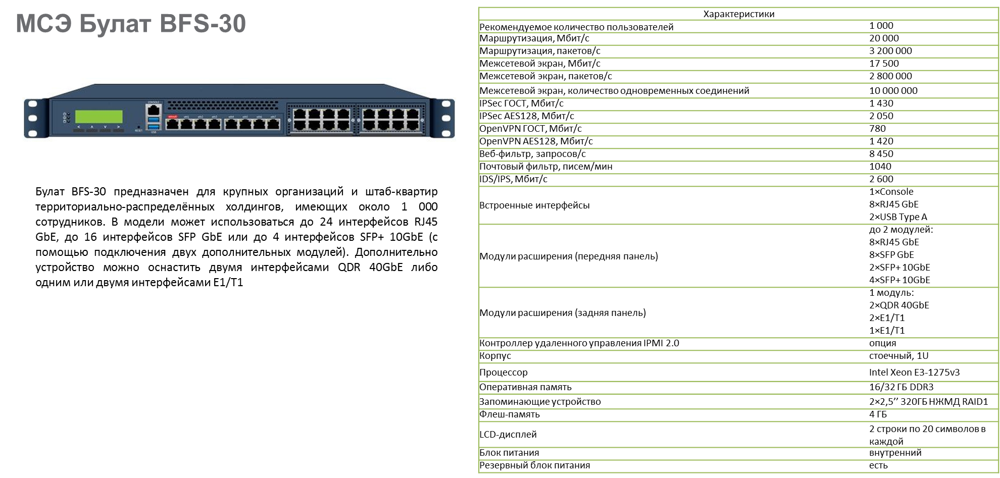 МСЭ Булат BFS-30
CONSOLE
RESET
USB
eth1
eth2
eth3
eth4
eth5
eth6
eth7
Булат BFS-30 предназначен для крупных организаций и штаб-квартир
территориально-распределённых холдингов, имеющих около 1 000
сотрудников. В модели может использоваться до 24 интерфейсов RJ45
GbE, до 16 интерфейсов SFP GbE или до 4 интерфейсов SFP+ 10GbE (с
помощью подключения двух дополнительных модулей). Дополнительно
устройство можно оснастить двумя интерфейсами QDR 40GbE либо
одним или двумя интерфейсами E1/T1
Характеристики
Рекомендуемое количество пользователей 1 000
Маршрутизация, Мбит/с 20 000
Маршрутизация, пакетов/с 3 200 000
Межсетевой экран, Мбит/с 17 500
Межсетевой экран, пакетов/с 2 800 000
Межсетевой экран, количество одновременных соединений 10 000 000
IPSec ГОСТ, Мбит/с 1 430
IPSec AES128, Мбит/с 2 050
OpenVPN ГОСТ, Мбит/с 780
OpenVPN AES128, Мбит/с 1 420
Веб-фильтр, запросов/с 8 450
Почтовый фильтр, писем/мин 1040
IDS/IPS, Мбит/с 2 600
Встроенные интерфейсы
1×Console
8×RJ45 GbE
2×USB Type A
Модули расширения (передняя панель)
до 2 модулей:
8×RJ45 GbE
8×SFP GbE
2×SFP+ 10GbE
4×SFP+ 10GbE
Модули расширения (задняя панель)
1 модуль:
2×QDR 40GbE
2×E1/T1
1×E1/T1
Контроллер удаленного управления IPMI 2.0 опция
Корпус стоечный, 1U
Процессор Intel Xeon E3-1275v3
Оперативная память 16/32 ГБ DDR3
Запоминающие устройство 2×2,5’’ 320ГБ НЖМД RAID1
Флеш-память 4 ГБ
LCD-дисплей
2 строки по 20 символов в
каждой
Блок питания внутренний
Резервный блок питания есть